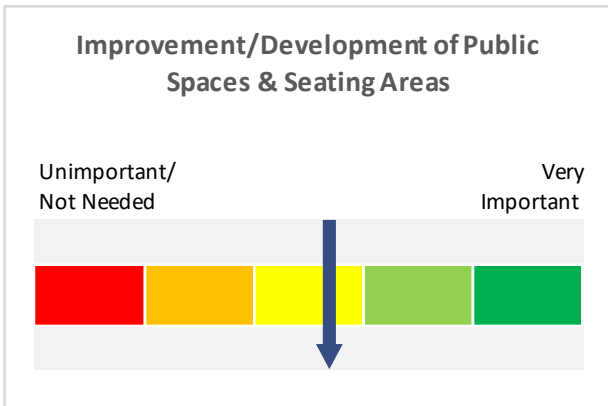 Improvement/Development of Public
Spaces & Seating Areas
Unimportant/
Not Needed
Very
Important